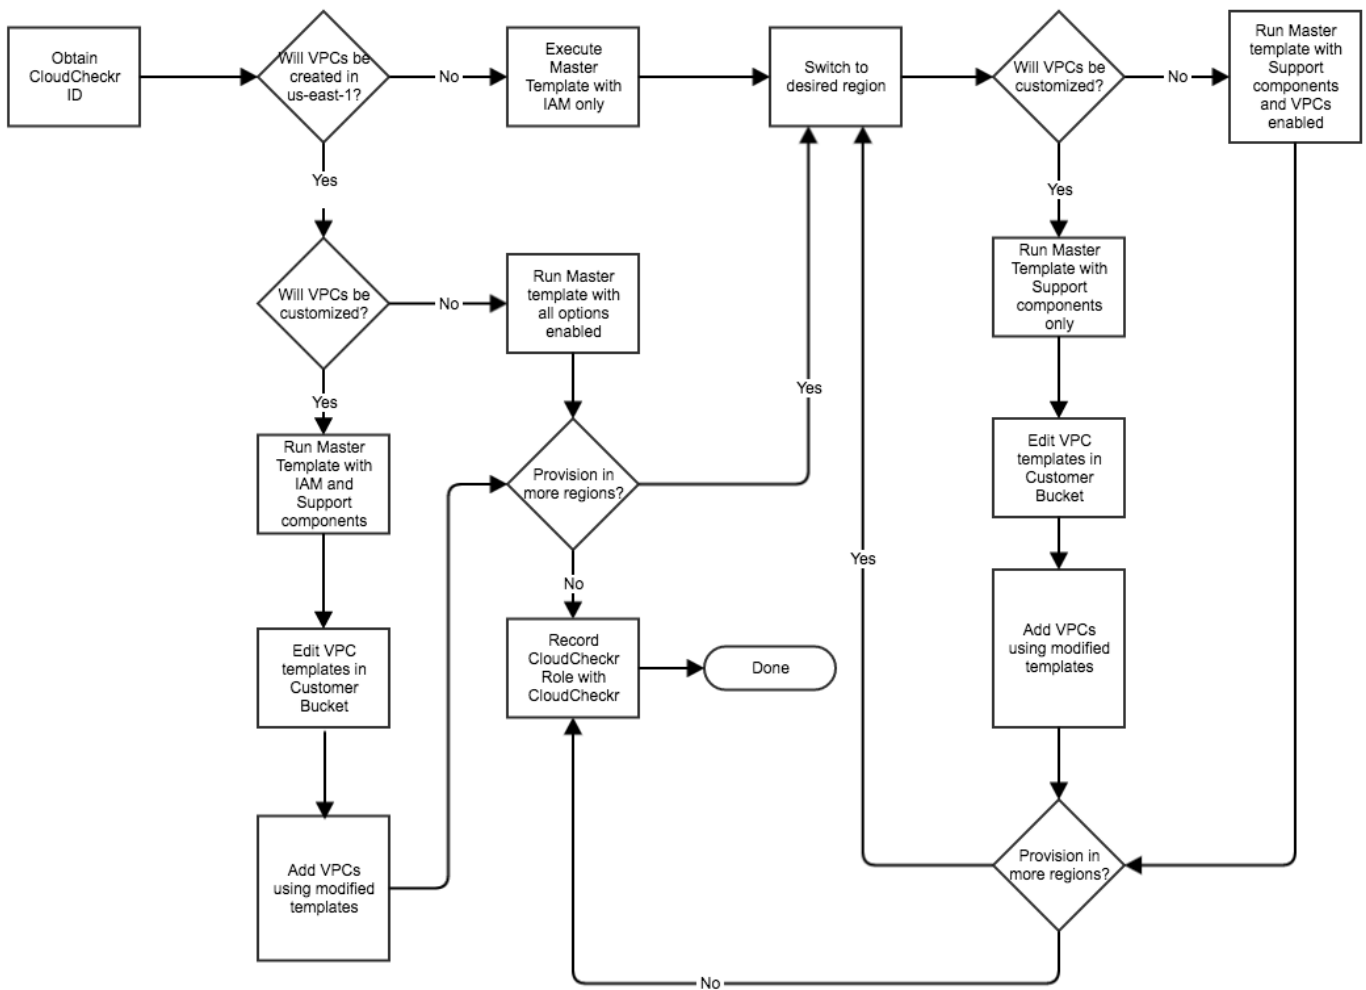 Obtain
CloudCheckr
ID
Will VPCs be
created in
us-east-1?
No
Execute
Master
Template with
IAM only
Switch to
desired region
Will VPCs be
customized?
No
Run Master
template with
Support
components
and VPCs
enabled
Yes
Yes
Will VPCs be
customized?
No
Run Master
template with
all options
enabled
Run Master
Template with
Support
components
only
Yes
Yes
Run Master
Template with
IAM and
Support
components
Provision in
more regions?
Edit VPC
templates in
Customer
Bucket
Yes
No
Edit VPC
templates in
Customer
Bucket
Record
CloudCheckr
Role with
CloudCheckr
Done
Add VPCs
using modified
templates
Add VPCs
using modified
templates
Provision in
more regions?
No